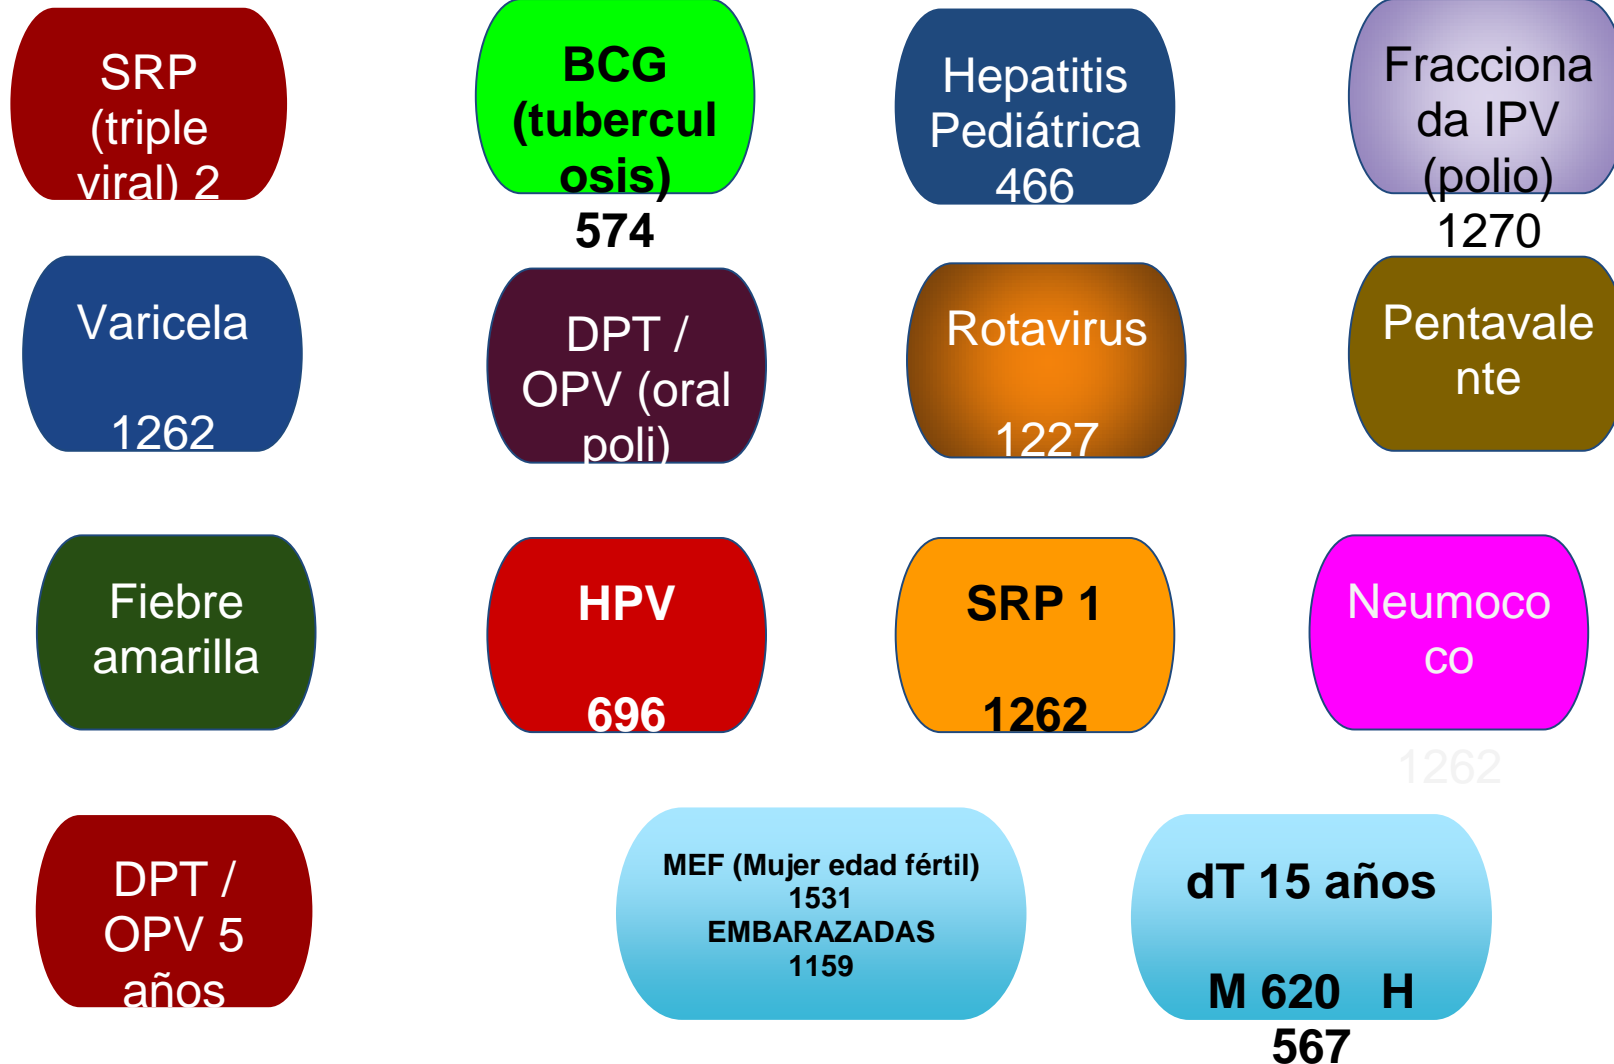 SRP
(triple
viral) 2
BCG
(tubercul
osis)
574
Hepatitis
Pediátrica
466
Fracciona
da IPV
(polio)
1270
Varicela
1262
DPT /
OPV (oral
poli)
Rotavirus
1227
Pentavale
nte
Fiebre
amarilla
HPV
696
SRP 1
1262
Neumoco
co
1262
DPT /
OPV 5
años
MEF (Mujer edad fértil)
1531
EMBARAZADAS
1159
dT 15 años
M 620 H
567